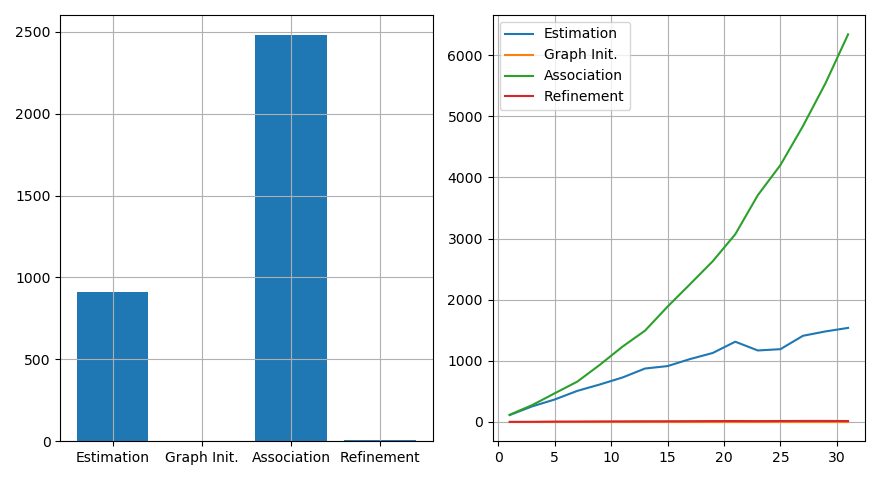 2500
2000
1500
1000
500
0
Estimation Graph Init. Association Refinement
6000
5000
4000
3000
2000
1000
0
0 5 10 15 20 25 30
Estimation
Graph Init.
Association
Refinement